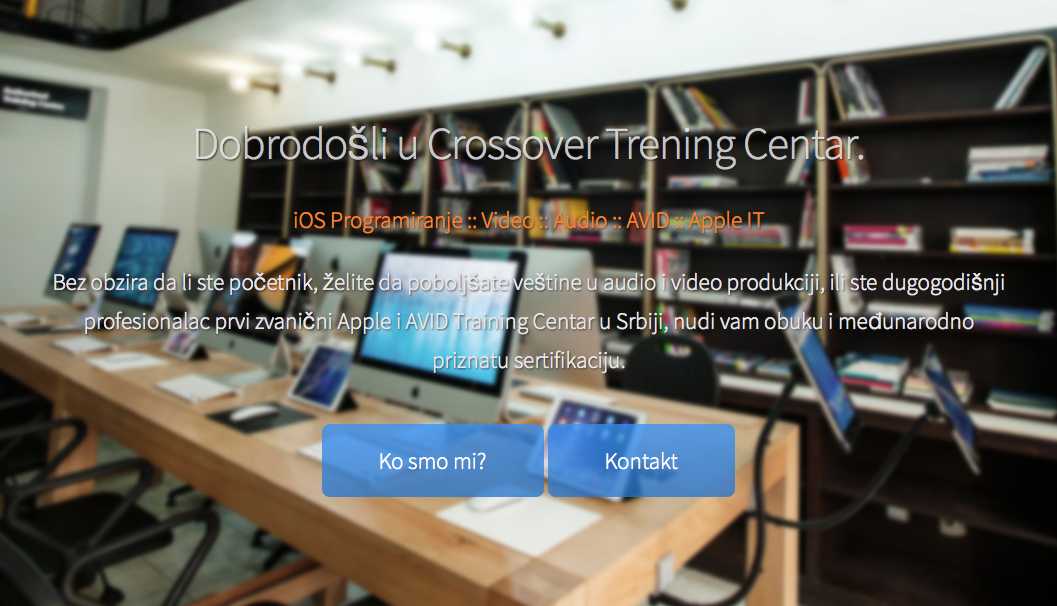 Dobrodošli u Crossover Trening Centar.
iOS Programiranje :: Video :: Audio :: AVID :: Apple IT
Bez obzira da li ste početnik, želite da poboljšate veštine u audio i video produkciji, ili ste dugogodišnji
profesionalac prvi zvanični Apple i AVID Training Centar u Srbiji, nudi vam obuku i međunarodno
priznatu sertifikaciju.
Ko smo mi?
Kontakt